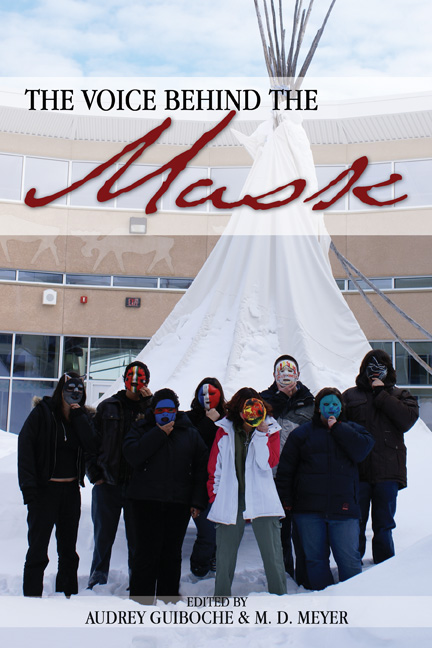 THE VOICE BEHIND THE
Mask
EDITED BY
AUDREY GUIBOCHE & M. D. MEYER